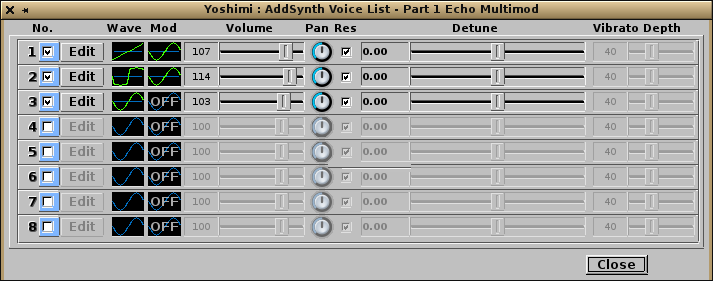 Yoshimi : AddSynth Voice List - Part 1 Echo Multimod
No. Wave Mod Volume Pan Res Detune Vibrato Depth
1 Edit 107 0.00 40
2 Edit 114 0.00 40
3 Edit OFF 103 0.00 40
4 Edit OFF 100 0.00 40
5 Edit OFF 100 0.00 40
6 Edit OFF 100 0.00 40
7 Edit OFF 100 0.00 40
8 Edit OFF 100 0.00 40
Close